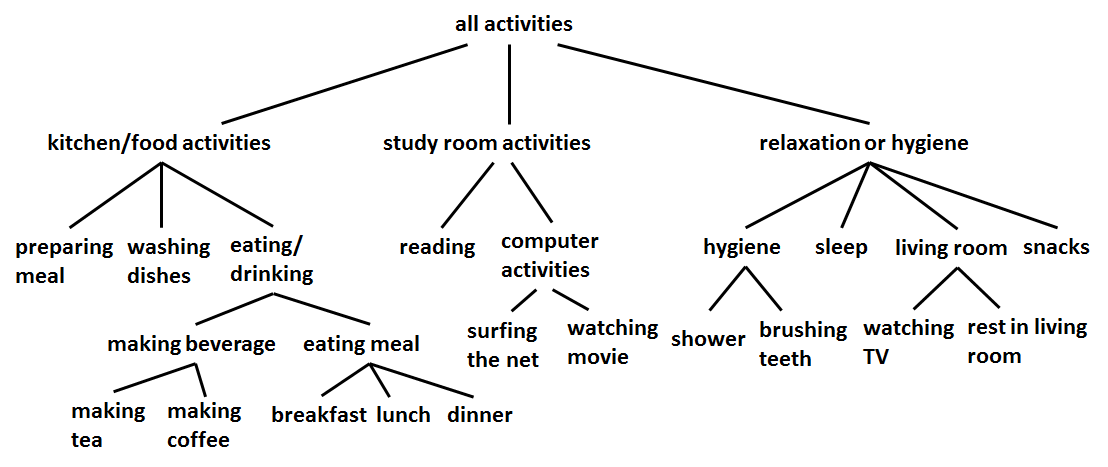 all activities
kitchen/food activities
study room activities
relaxation or hygiene
preparing
meal
washing
dishes
eating/
drinking
reading
computer
activities
hygiene
sleep
living room
snacks
making beverage
eating meal
surfing
the net
watching
movie
shower
brushing
teeth
watching
TV
rest in living
room
making
tea
making
coffee
breakfast
lunch
dinner